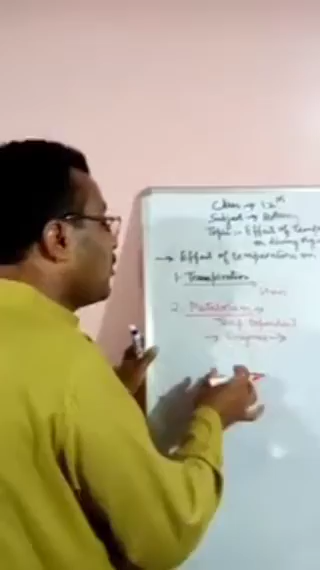 Class → 12th
Subject → Botany
Topic → Effect of Temp
on living
→ Effect of temperature on
1. Transpiration
2. Metabolism →
Temp dependent
→ Enzymes →